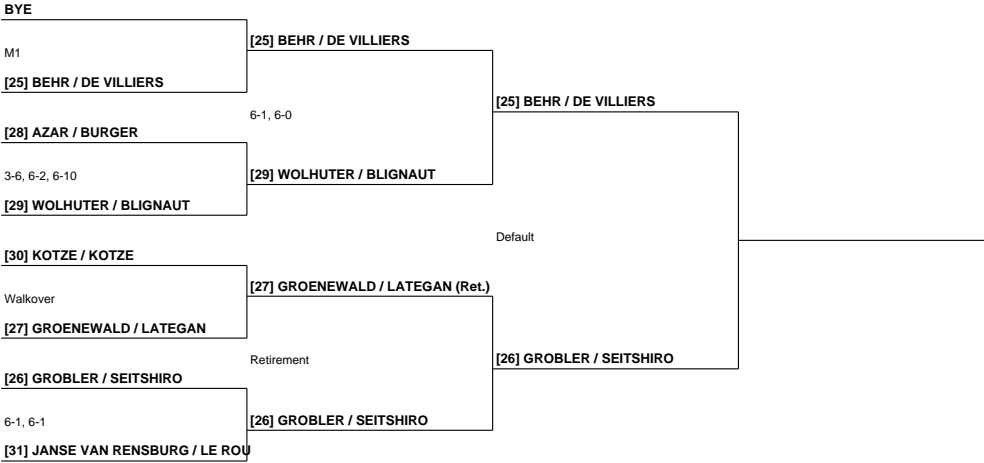 BYE
[25] BEHR / DE VILLIERS
M1
[25] BEHR / DE VILLIERS
[25] BEHR / DE VILLIERS
6-1, 6-0
[28] AZAR / BURGER
3-6, 6-2, 6-10
[29] WOLHUTER / BLIGNAUT
[29] WOLHUTER / BLIGNAUT
Default
[30] KOTZE / KOTZE
[27] GROENEWALD / LATEGAN (Ret.)
Walkover
[27] GROENEWALD / LATEGAN
Retirement
[26] GROBLER / SEITSHIRO
[26] GROBLER / SEITSHIRO
6-1, 6-1
[26] GROBLER / SEITSHIRO
[31] JANSE VAN RENSBURG / LE ROU